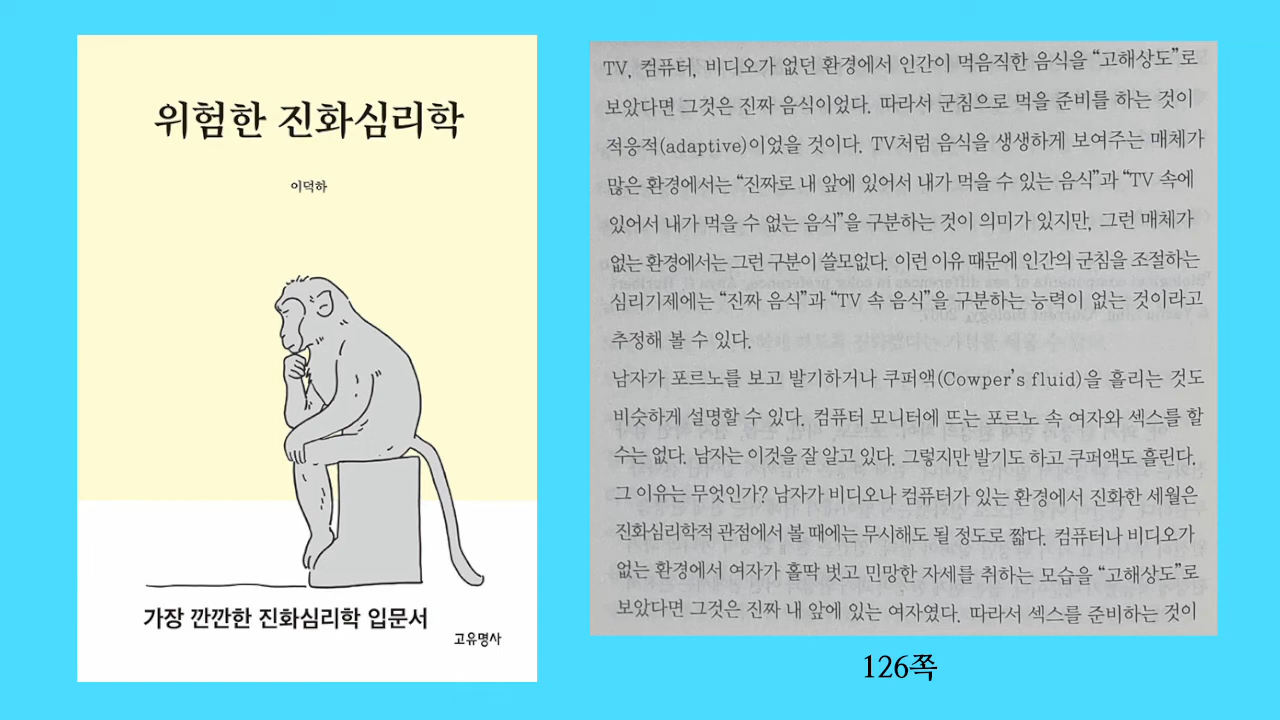 위험한 진화심리학
이덕하
가장 깐깐한 진화심리학 입문서
고유명사
TV, 컴퓨터, 비디오가 없던 환경에서 인간이 먹음직한 음식을 “고해상도”로
보았다면 그것은 진짜 음식이었다. 따라서 군침으로 먹을 준비를 하는 것이
적응적(adaptive)이었을 것이다. TV처럼 음식을 생생하게 보여주는 매체가
많은 환경에서는 “진짜로 내 앞에 있어서 내가 먹을 수 있는 음식”과 “TV 속에
있어서 내가 먹을 수 없는 음식”을 구분하는 것이 의미가 있지만, 그런 매체가
없는 환경에서는 그런 구분이 쓸모없다. 이런 이유 때문에 인간의 군침을 조절하는
심리기제에는 “진짜 음식”과 “TV 속 음식”을 구분하는 능력이 없는 것이라고
추정해 볼 수 있다.
남자가 포르노를 보고 발기하거나 쿠퍼액(Cowper’s fluid)을 흘리는 것도
비슷하게 설명할 수 있다. 컴퓨터 모니터에 뜨는 포르노 속 여자와 섹스를 할
수는 없다. 남자는 이것을 잘 알고 있다. 그렇지만 발기도 하고 쿠퍼액도 흘린다.
그 이유는 무엇인가? 남자가 비디오나 컴퓨터가 있는 환경에서 진화한 세월은
진화심리학적 관점에서 볼 때에는 무시해도 될 정도로 짧다. 컴퓨터나 비디오가
없는 환경에서 여자가 홀딱 벗고 민망한 자세를 취하는 모습을 “고해상도”로
보았다면 그것은 진짜 내 앞에 있는 여자였다. 따라서 섹스를 준비하는 것이
126쪽